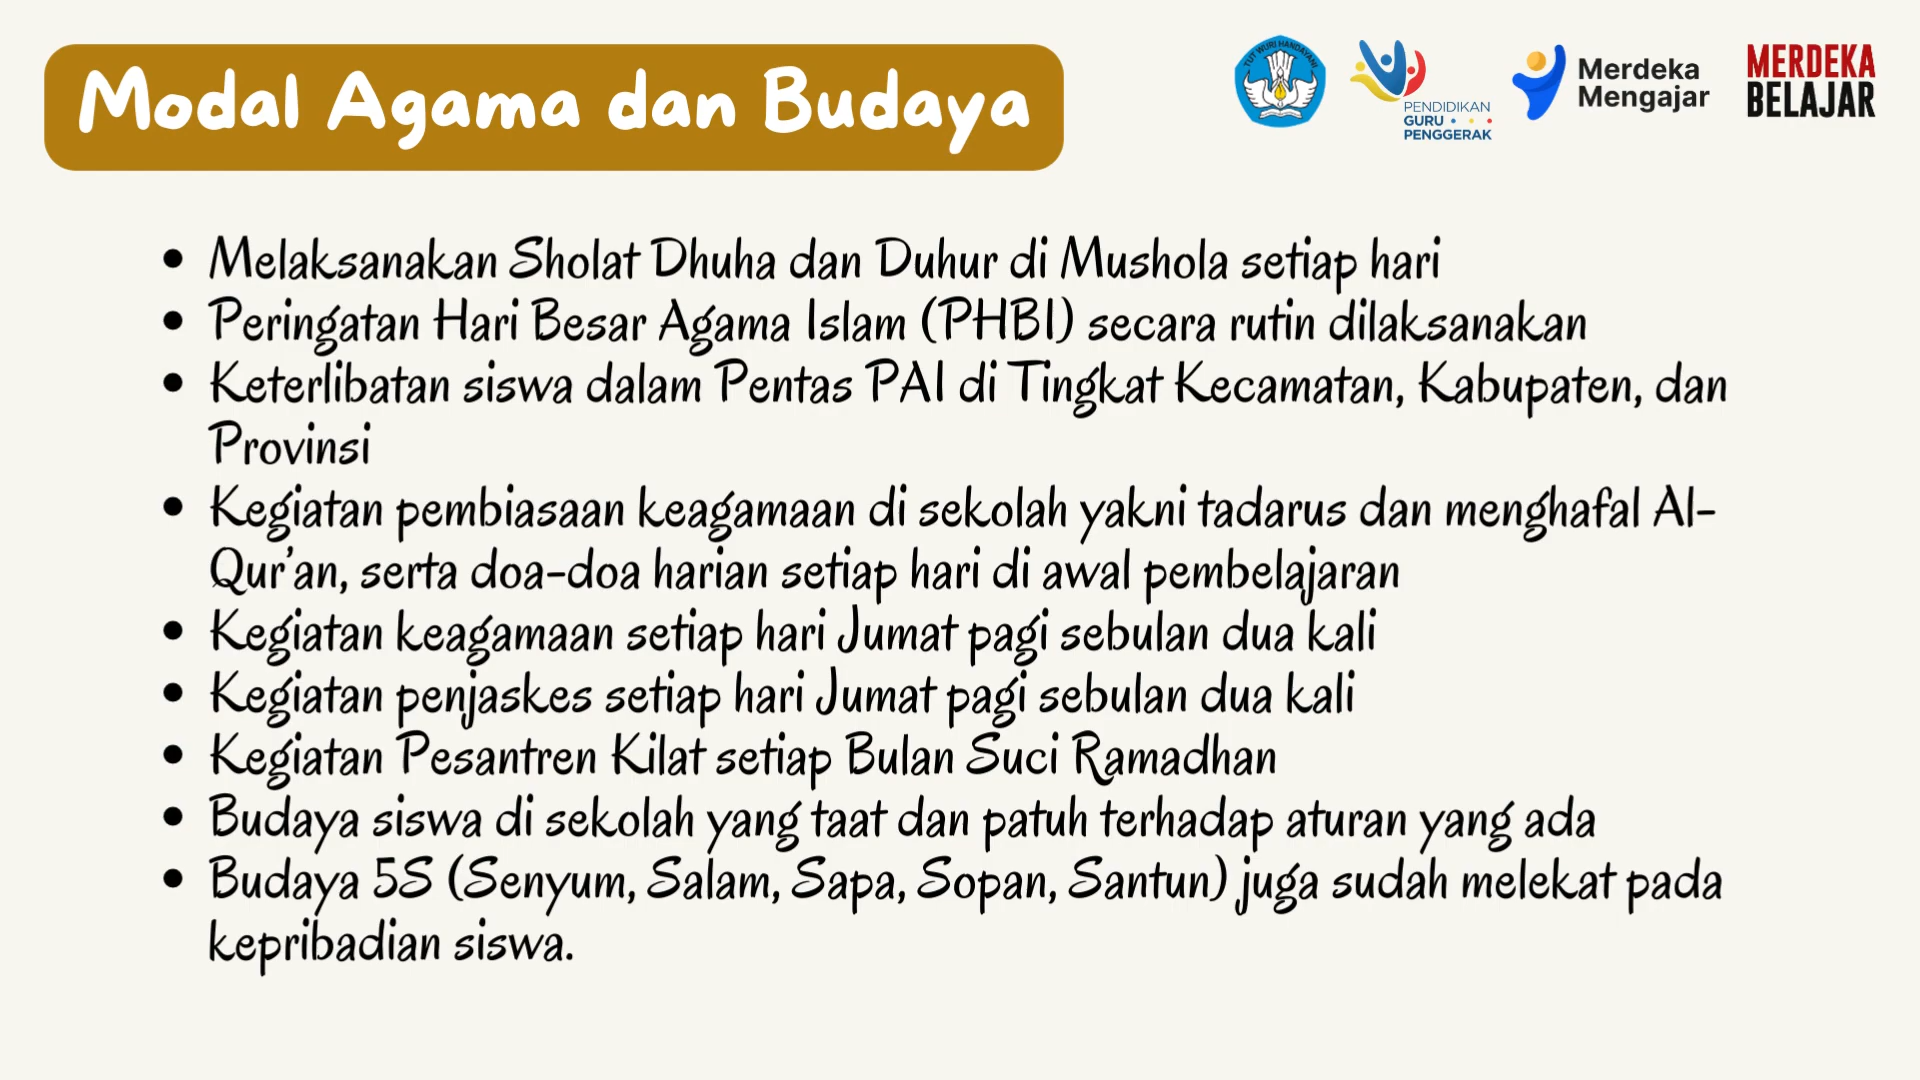 Modal Agama dan Budaya
TUT WURI HANDAYANI
PENDIDIKAN
GURU
PENGGERAK
Merdeka
Mengajar
MERDEKA
BELAJAR
• Melaksanakan Sholat Dhuha dan Duhur di Mushola setiap hari
• Peringatan Hari Besar Agama Islam (PHBI) secara rutin dilaksanakan
• Keterlibatan siswa dalam Pentas PAI di Tingkat Kecamatan, Kabupaten, dan
Provinsi
• Kegiatan pembiasaan keagamaan di sekolah yakni tadarus dan menghafal Al-
Qur'an, serta doa-doa harian setiap hari di awal pembelajaran
• Kegiatan keagamaan setiap hari Jumat pagi sebulan dua kali
• Kegiatan penjaskes setiap hari Jumat pagi sebulan dua kali
• Kegiatan Pesantren Kilat setiap Bulan Suci Ramadhan
• Budaya siswa di sekolah yang taat dan patuh terhadap aturan yang ada
• Budaya 5S (Senyum, Salam, Sapa, Sopan, Santun) juga sudah melekat pada
kepribadian siswa.